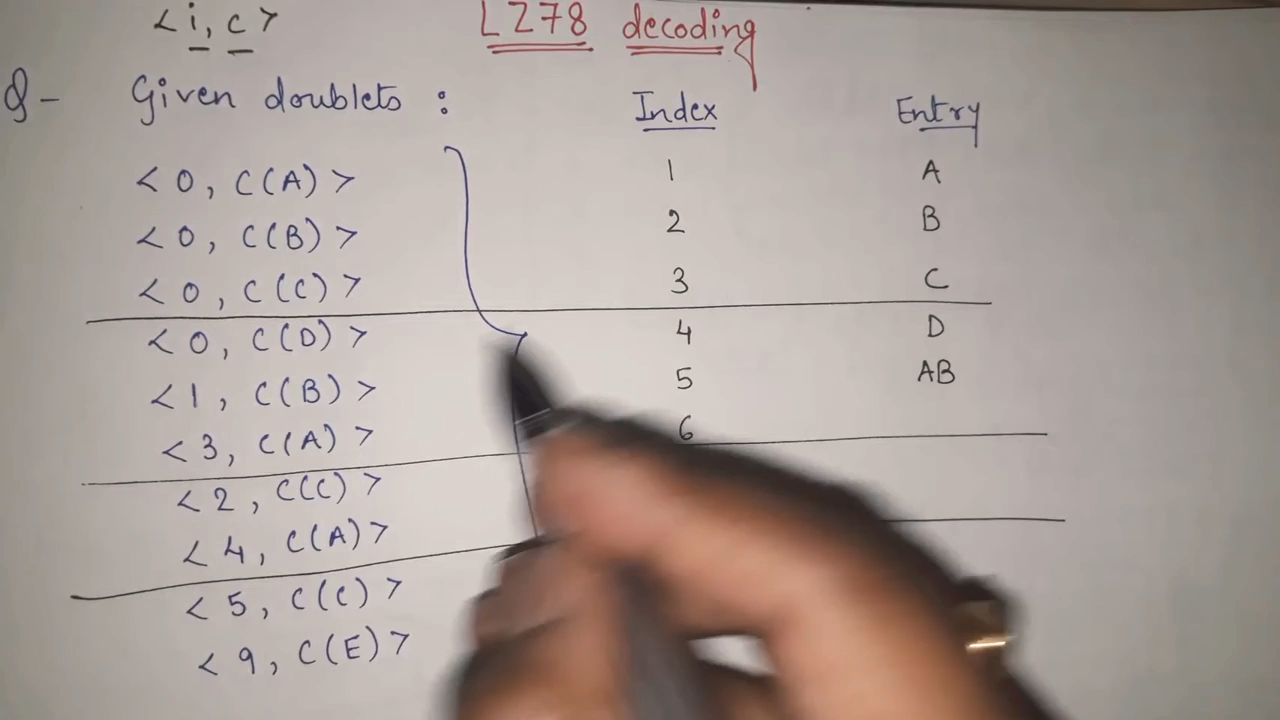 <i, c> LZ78 decoding
Q- Given doublets : Index Entry
<0, C(A)> 1 A
<0, C(B)> 2 B
<0, C(C)> 3 C
<0, C(D)> 4 D
<1, C(B)> 5 AB
<3, C(A)> 6
<2, C(C)>
<4, C(A)>
<5, C(C)>
<9, C(E)>